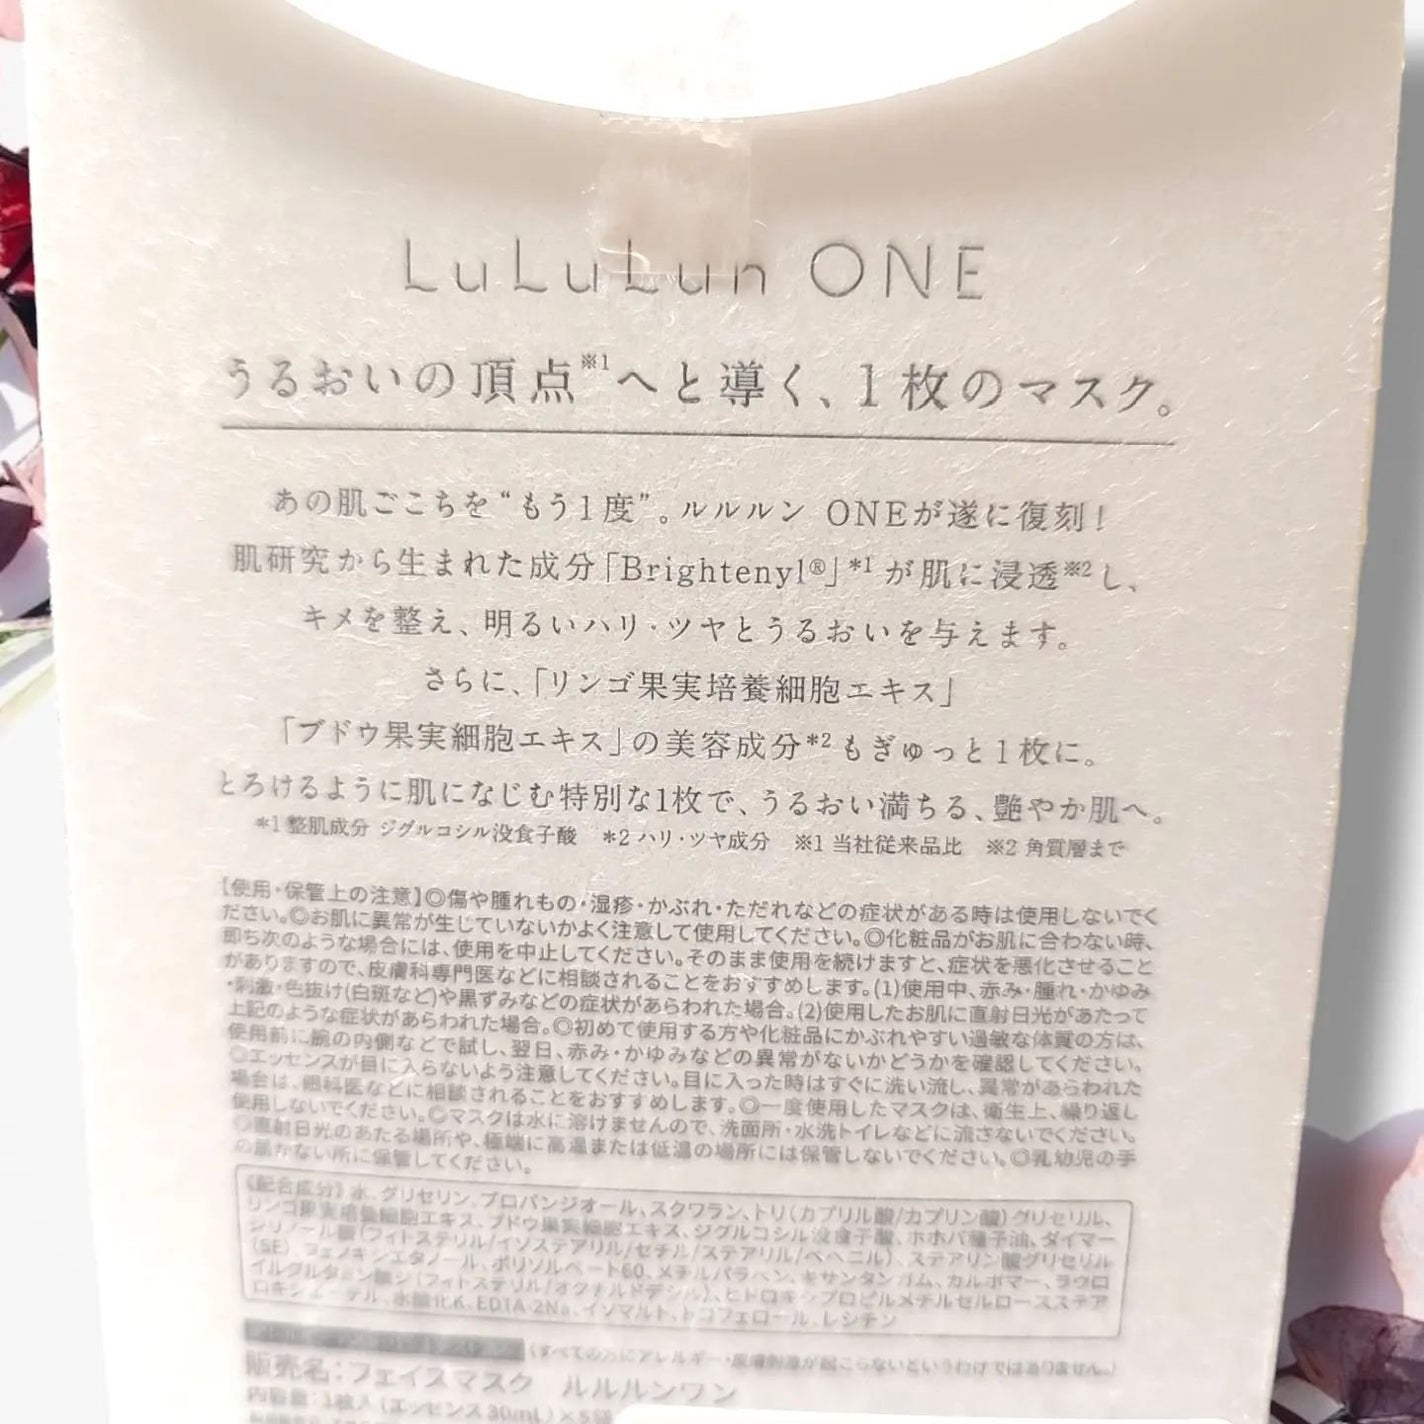 LuLuLun ONE
うるおいの頂点※1へと導く、1枚のマスク。
あの肌ごこちを“もう1度”。ルルルン ONEが遂に復刻！
肌研究から生まれた成分「Brightenyl®」*1 が肌に浸透※2し、
キメを整え、明るいハリ・ツヤとうるおいを与えます。
さらに、「リンゴ果実培養細胞エキス」
「ブドウ果実細胞エキス」の美容成分*2もぎゅっと1枚に。
とろけるように肌になじむ特別な1枚で、うるおい満ちる、艶やか肌へ。
*1 整肌成分 ジグルコシル没食子酸　*2 ハリ・ツヤ成分　※1 当社従来品比　※2 角質層まで
【使用・保管上の注意】◎傷や腫れもの・湿疹・かぶれ・ただれなどの症状がある時は使用しないでく
ださい。◎お肌に異常が生じていないかよく注意して使用してください。◎化粧品がお肌に合わない時、
即ち次のような場合には、使用を中止してください。そのまま使用を続けますと、症状を悪化させること
がありますので、皮膚科専門医などに相談されることをおすすめします。(1)使用中、赤み・腫れ・かゆみ
・刺激・色抜け(白斑など)や黒ずみなどの症状があらわれた場合。(2)使用したお肌に直射日光があたって
上記のような症状があらわれた場合。◎初めて使用する方や化粧品にかぶれやすい過敏な体質の方は、
使用前に腕の内側などで試し、翌日、赤み・かゆみなどの異常がないかどうかを確認してください。
◎エッセンスが目に入らないよう注意してください。目に入った時はすぐに洗い流し、異常があらわれた
場合は、眼科医などに相談されることをおすすめします。◎一度使用したマスクは、衛生上、繰り返し
使用しないでください。◎マスクは水に溶けませんので、洗面所・水洗トイレなどに流さないでください。
◎直射日光のあたる場所や、極端に高温または低温の場所には保管しないでください。◎乳幼児の手
の届かない所に保管してください。
《配合成分》水、グリセリン、プロパンジオール、スクワラン、トリ(カプリル酸/カプリン酸)グリセリル、
リンゴ果実培養細胞エキス、ブドウ果実細胞エキス、ジグルコシル没食子酸、ホホバ種子油、ダイマー
ジリノール酸(フィトステリル/イソステアリル/セチル/ステアリル/ベヘニル)、ステアリン酸グリセリル
(SE)、フェノキシエタノール、ポリソルベート60、メチルパラベン、キサンタンガム、カルボマー、ラウロ
イルグルタミン酸ジ(フィトステリル/オクチルドデシル)、ヒドロキシプロピルメチルセルロースステア
ロキシエーテル、水酸化K、EDTA-2Na、イソマルト、トコフェロール、レシチン
(すべての方にアレルギー・皮膚刺激が起こらないというわけではありません。)
販売名：フェイスマスク　ルルルンワン
内容量：1枚入(エッセンス30mL)×5袋